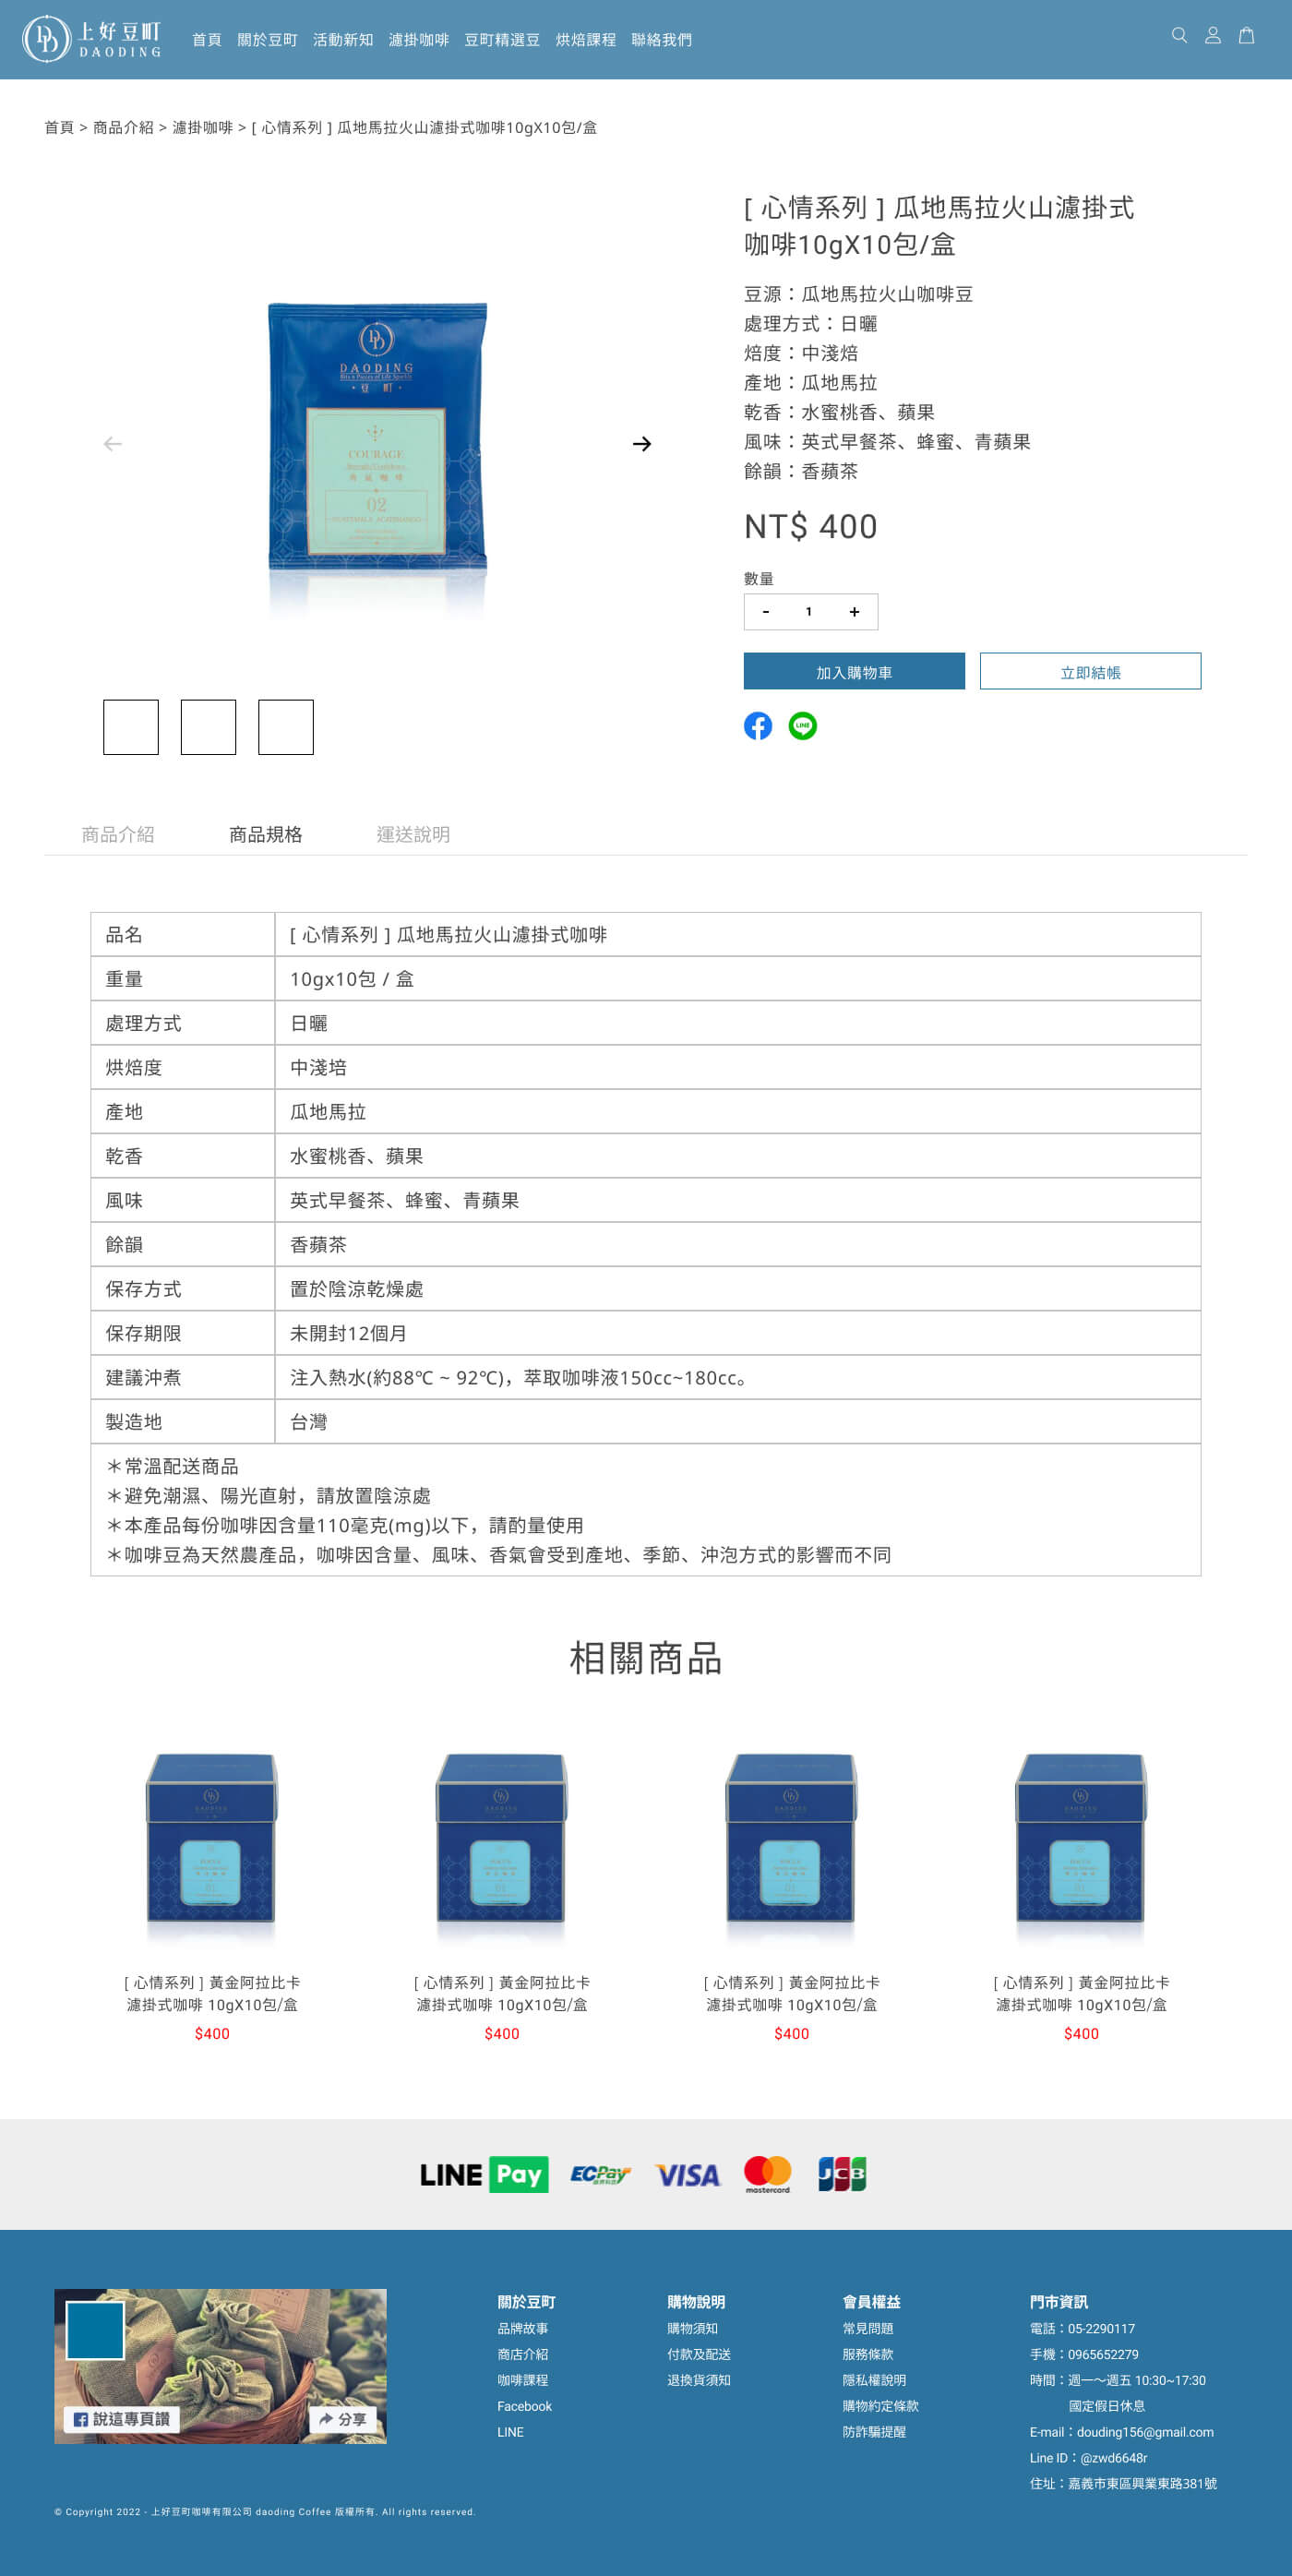 上好豆町
DAODING
首頁 關於豆町 活動新知 濾掛咖啡 豆町精選豆 烘焙課程 聯絡我們
首頁 > 商品介紹 > 濾掛咖啡 > [ 心情系列 ] 瓜地馬拉火山濾掛式咖啡10gX10包/盒
[ 心情系列 ] 瓜地馬拉火山濾掛式
咖啡10gX10包/盒
豆源：瓜地馬拉火山咖啡豆
處理方式：日曬
焙度：中淺焙
產地：瓜地馬拉
乾香：水蜜桃香、蘋果
風味：英式早餐茶、蜂蜜、青蘋果
餘韻：香蘋茶
DAODING
豆町
COURAGE
02
NT$ 400
數量
- 1 +
加入購物車 立即結帳
LINE
商品介紹 商品規格 運送說明
品名 [ 心情系列 ] 瓜地馬拉火山濾掛式咖啡
重量 10gx10包 / 盒
處理方式 日曬
烘焙度 中淺培
產地 瓜地馬拉
乾香 水蜜桃香、蘋果
風味 英式早餐茶、蜂蜜、青蘋果
餘韻 香蘋茶
保存方式 置於陰涼乾燥處
保存期限 未開封12個月
建議沖煮 注入熱水(約88℃ ~ 92℃)，萃取咖啡液150cc~180cc。
製造地 台灣
＊常溫配送商品
＊避免潮濕、陽光直射，請放置陰涼處
＊本產品每份咖啡因含量110毫克(mg)以下，請酌量使用
＊咖啡豆為天然農產品，咖啡因含量、風味、香氣會受到產地、季節、沖泡方式的影響而不同
相關商品
DAODING DAODING DAODING DAODING
[ 心情系列 ] 黃金阿拉比卡 [ 心情系列 ] 黃金阿拉比卡 [ 心情系列 ] 黃金阿拉比卡 [ 心情系列 ] 黃金阿拉比卡
濾掛式咖啡 10gX10包/盒 濾掛式咖啡 10gX10包/盒 濾掛式咖啡 10gX10包/盒 濾掛式咖啡 10gX10包/盒
$400 $400 $400 $400
LINE Pay ECPay VISA mastercard JCB
說這專頁讚 分享
關於豆町
品牌故事
商店介紹
咖啡課程
Facebook
LINE
購物說明
購物須知
付款及配送
退換貨須知
會員權益
常見問題
服務條款
隱私權說明
購物約定條款
防詐騙提醒
門市資訊
電話：05-2290117
手機：0965652279
時間：週一～週五 10:30~17:30
國定假日休息
E-mail：douding156@gmail.com
Line ID：@zwd6648r
住址：嘉義市東區興業東路381號
© Copyright 2022 - 上好豆町咖啡有限公司 daoding Coffee 版權所有. All rights reserved.